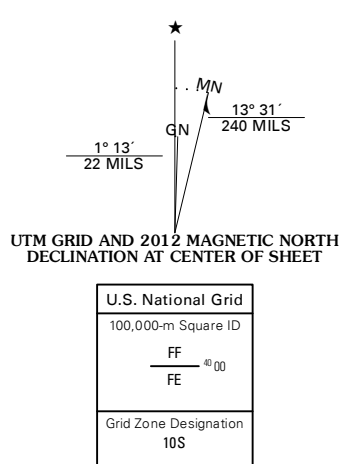 ★
MN
GN
13° 31´
240 MILS
1° 13´
22 MILS
UTM GRID AND 2012 MAGNETIC NORTH
DECLINATION AT CENTER OF SHEET
U.S. National Grid
100,000-m Square ID
FF
40 00
FE
Grid Zone Designation
10S